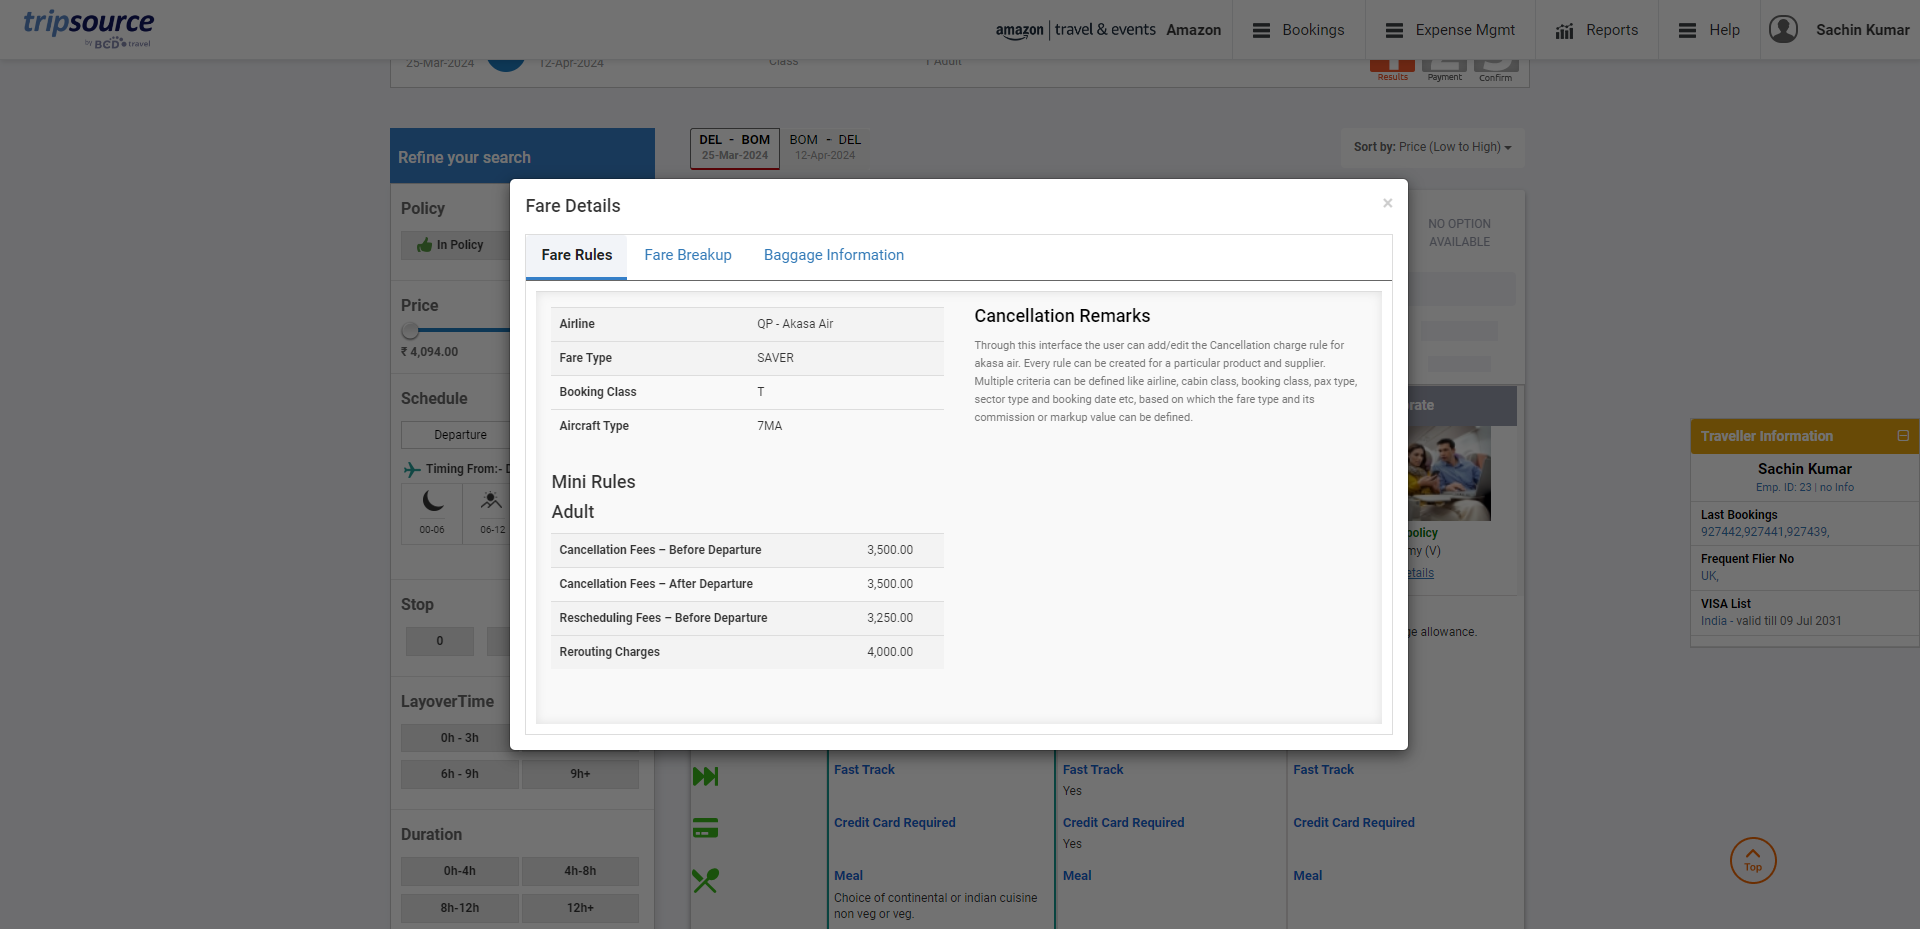 tripsource
by BCD travel
amazon travel & events Amazon
Bookings
Expense Mgmt
Reports
Help
Sachin Kumar
25-Mar-2024
12-Apr-2024
Class
1 Adult
Results
Payment
Confirm
Refine your search
DEL - BOM
25-Mar-2024
BOM - DEL
12-Apr-2024
Sort by: Price (Low to High)
Policy
In Policy
Price
₹ 4,094.00
Schedule
Departure
Timing From:- D
00-06
06-12
Stop
0
LayoverTime
0h - 3h
6h - 9h
9h+
Duration
0h-4h
4h-8h
8h-12h
12h+
Fare Details
×
Fare Rules
Fare Breakup
Baggage Information
Airline QP - Akasa Air
Fare Type SAVER
Booking Class T
Aircraft Type 7MA
Mini Rules
Adult
Cancellation Fees – Before Departure 3,500.00
Cancellation Fees – After Departure 3,500.00
Rescheduling Fees – Before Departure 3,250.00
Rerouting Charges 4,000.00
Cancellation Remarks
Through this interface the user can add/edit the Cancellation charge rule for
akasa air. Every rule can be created for a particular product and supplier.
Multiple criteria can be defined like airline, cabin class, booking class, pax type,
sector type and booking date etc, based on which the fare type and its
commission or markup value can be defined.
NO OPTION
AVAILABLE
orate
policy
my (V)
etails
ge allowance.
Fast Track
Fast Track
Yes
Fast Track
Credit Card Required
Credit Card Required
Yes
Credit Card Required
Meal
Choice of continental or indian cuisine
non veg or veg.
Meal
Meal
Traveller Information
Sachin Kumar
Emp. ID: 23 | no Info
Last Bookings
927442,927441,927439,
Frequent Flier No
UK,
VISA List
India - valid till 09 Jul 2031
Top